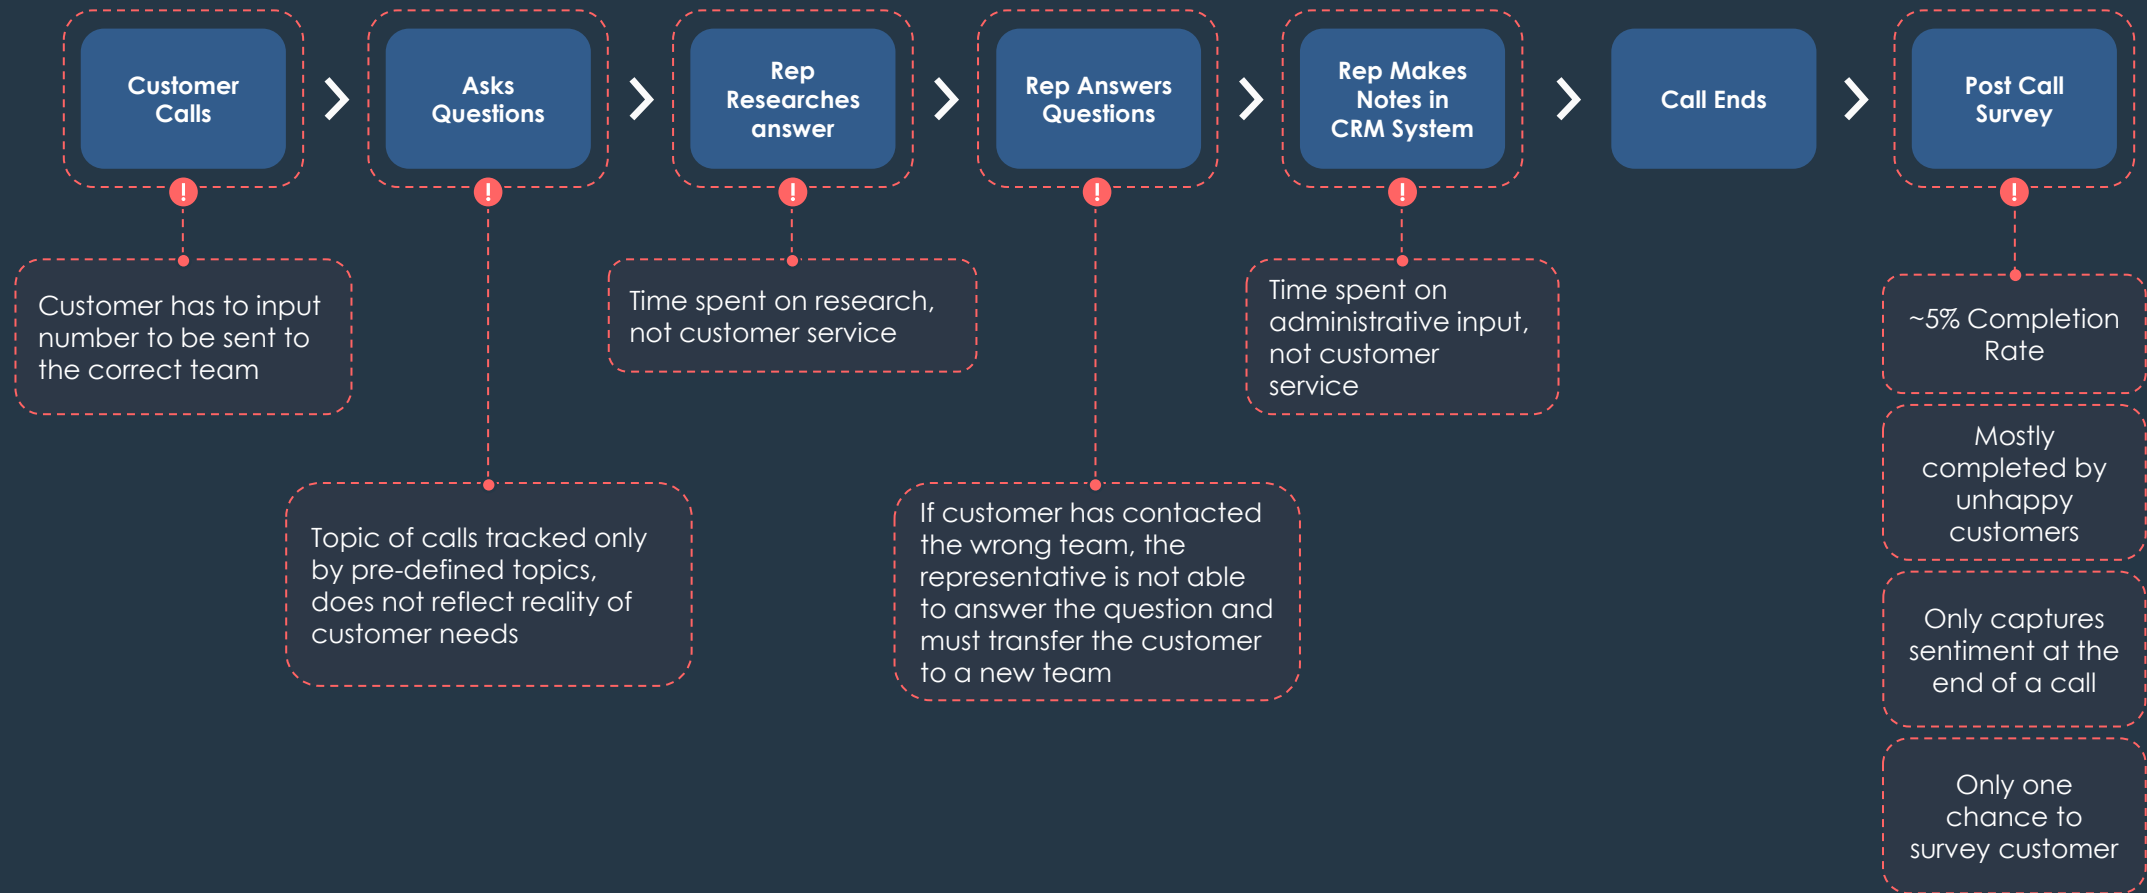 Customer
Calls
Asks
Questions
Rep
Researches
answer
Rep Answers
Questions
Rep Makes
Notes in
CRM System
Call Ends
Post Call
Survey
!
!
!
!
!
!
Customer has to input
number to be sent to
the correct team
Topic of calls tracked only
by pre-defined topics,
does not reflect reality of
customer needs
Time spent on research,
not customer service
If customer has contacted
the wrong team, the
representative is not able
to answer the question and
must transfer the customer
to a new team
Time spent on
administrative input,
not customer
service
~5% Completion
Rate
Mostly
completed by
unhappy
customers
Only captures
sentiment at the
end of a call
Only one
chance to
survey customer